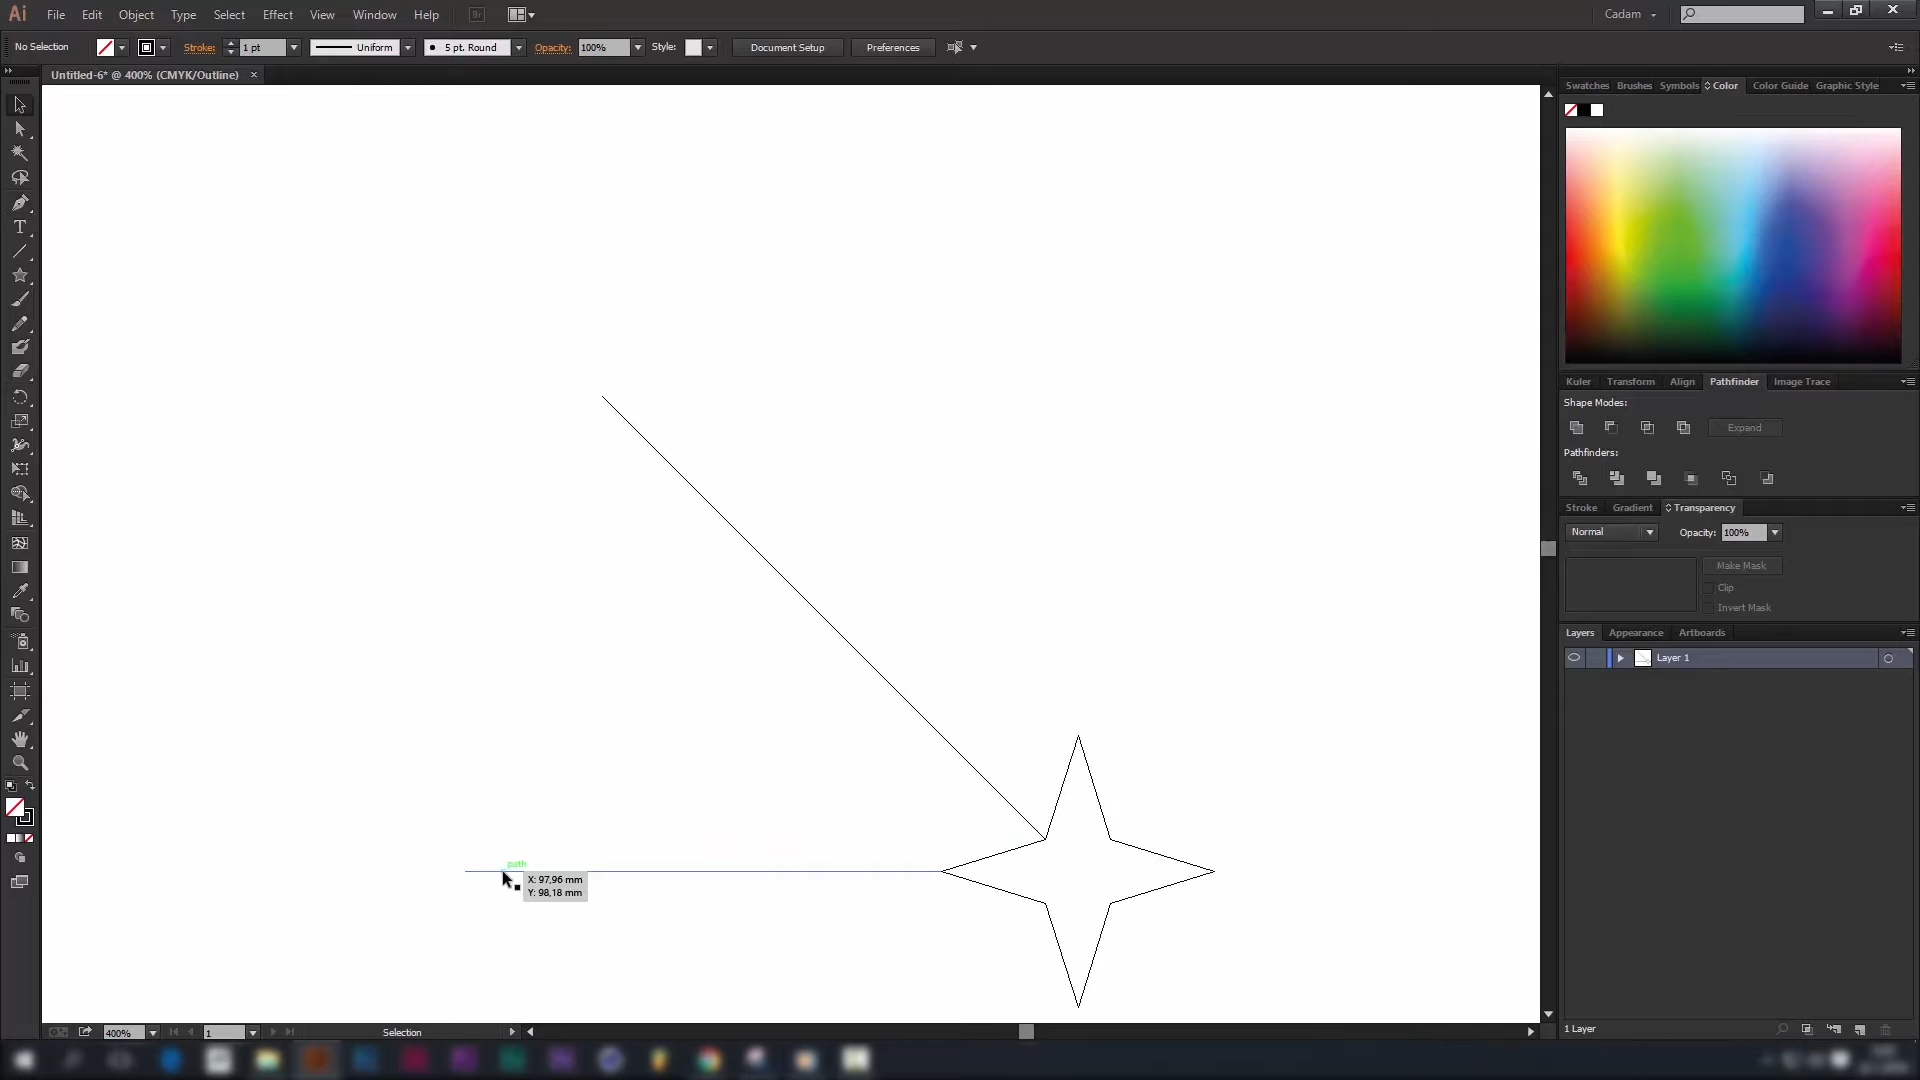 Ai File Edit Object Type Select Effect View Window Help Br Cadam
No Selection Stroke: 1 pt Uniform 5 pt. Round Opacity: 100% Style: Document Setup Preferences
Untitled-6* @ 400% (CMYK/Outline) ×
Swatches Brushes Symbols Color Color Guide Graphic Style
Kuler Transform Align Pathfinder Image Trace
Shape Modes:
Expand
Pathfinders:
Stroke Gradient Transparency
Normal Opacity: 100%
Make Mask
Clip
Invert Mask
Layers Appearance Artboards
Layer 1
path
X: 97,96 mm
Y: 98,18 mm
400% 1 Selection
1 Layer